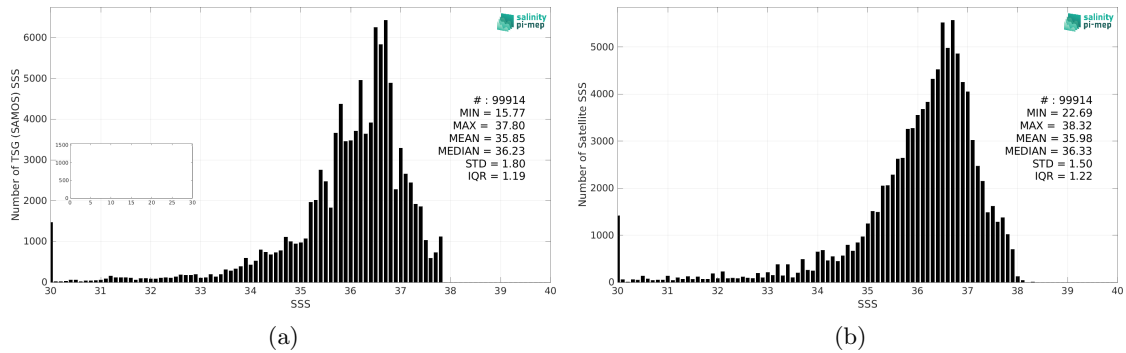 salinity
pi-mep
Number of TSG (SAMOS) SSS
6000
5000
4000
3000
2000
1000
0
# : 99914
MIN = 15.77
MAX = 37.80
MEAN = 35.85
MEDIAN = 36.23
STD = 1.80
IQR = 1.19
1500
1000
500
0
0 5 10 15 20 25 30
30 31 32 33 34 35 36 37 38 39 40
SSS
(a)
salinity
pi-mep
Number of Satellite SSS
5000
4000
3000
2000
1000
0
# : 99914
MIN = 22.69
MAX = 38.32
MEAN = 35.98
MEDIAN = 36.33
STD = 1.50
IQR = 1.22
30 31 32 33 34 35 36 37 38 39 40
SSS
(b)